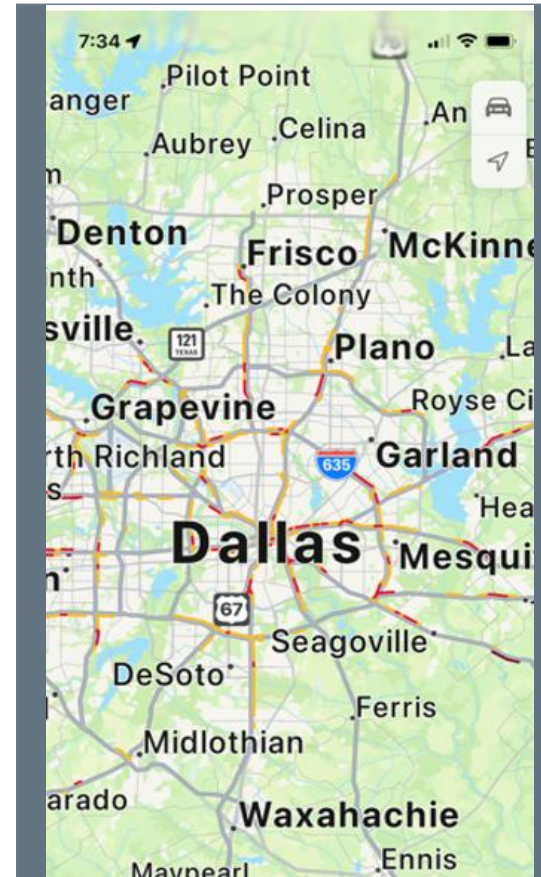 7:34
Pilot Point
anger
Celina
An
Aubrey
m
Prosper
Denton
Frisco
McKinne
nth
The Colony
sville
121
TEXAS
Plano
La
Grapevine
Royse Ci
rth Richland
635
Garland
s
Hea
Dallas
Mesqui
n
67
Seagoville
DeSoto
Ferris
Midlothian
arado
Waxahachie
Ennis
Maypearl